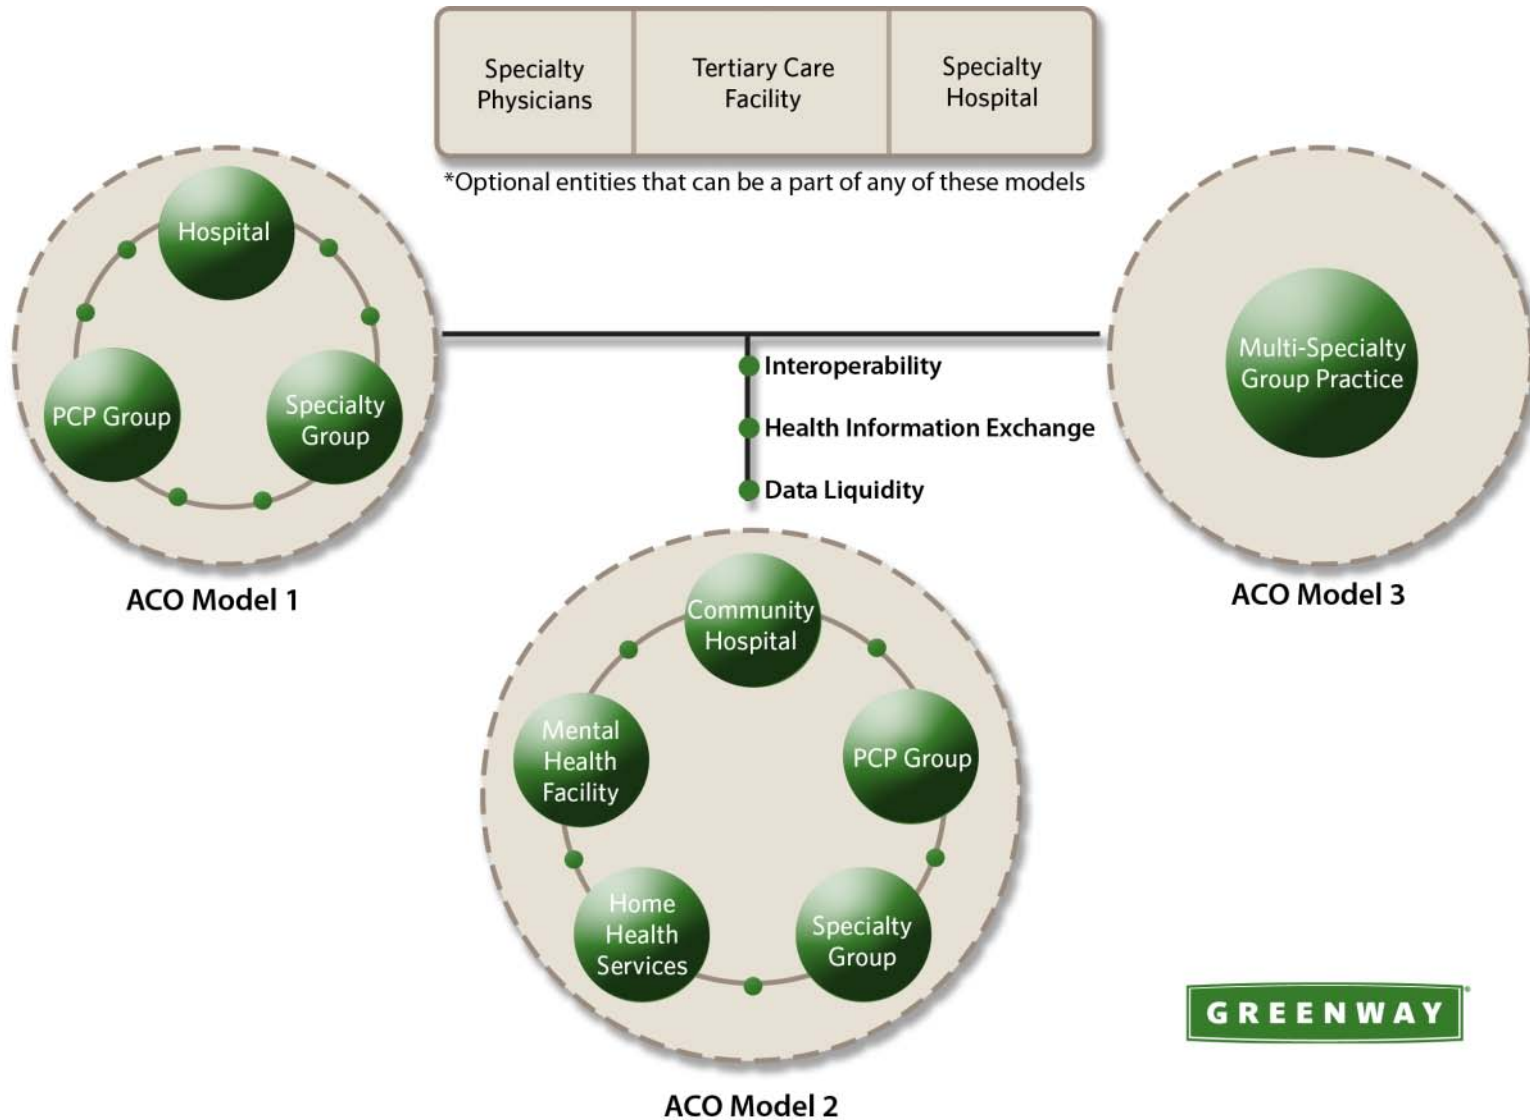 Specialty
Physicians
Tertiary Care
Facility
Specialty
Hospital
*Optional entities that can be a part of any of these models
Hospital
PCP Group
Specialty
Group
ACO Model 1
Interoperability
Health Information Exchange
Data Liquidity
Multi-Specialty
Group Practice
ACO Model 3
Community
Hospital
Mental
Health
Facility
PCP Group
Home
Health
Services
Specialty
Group
ACO Model 2
GREENWAY